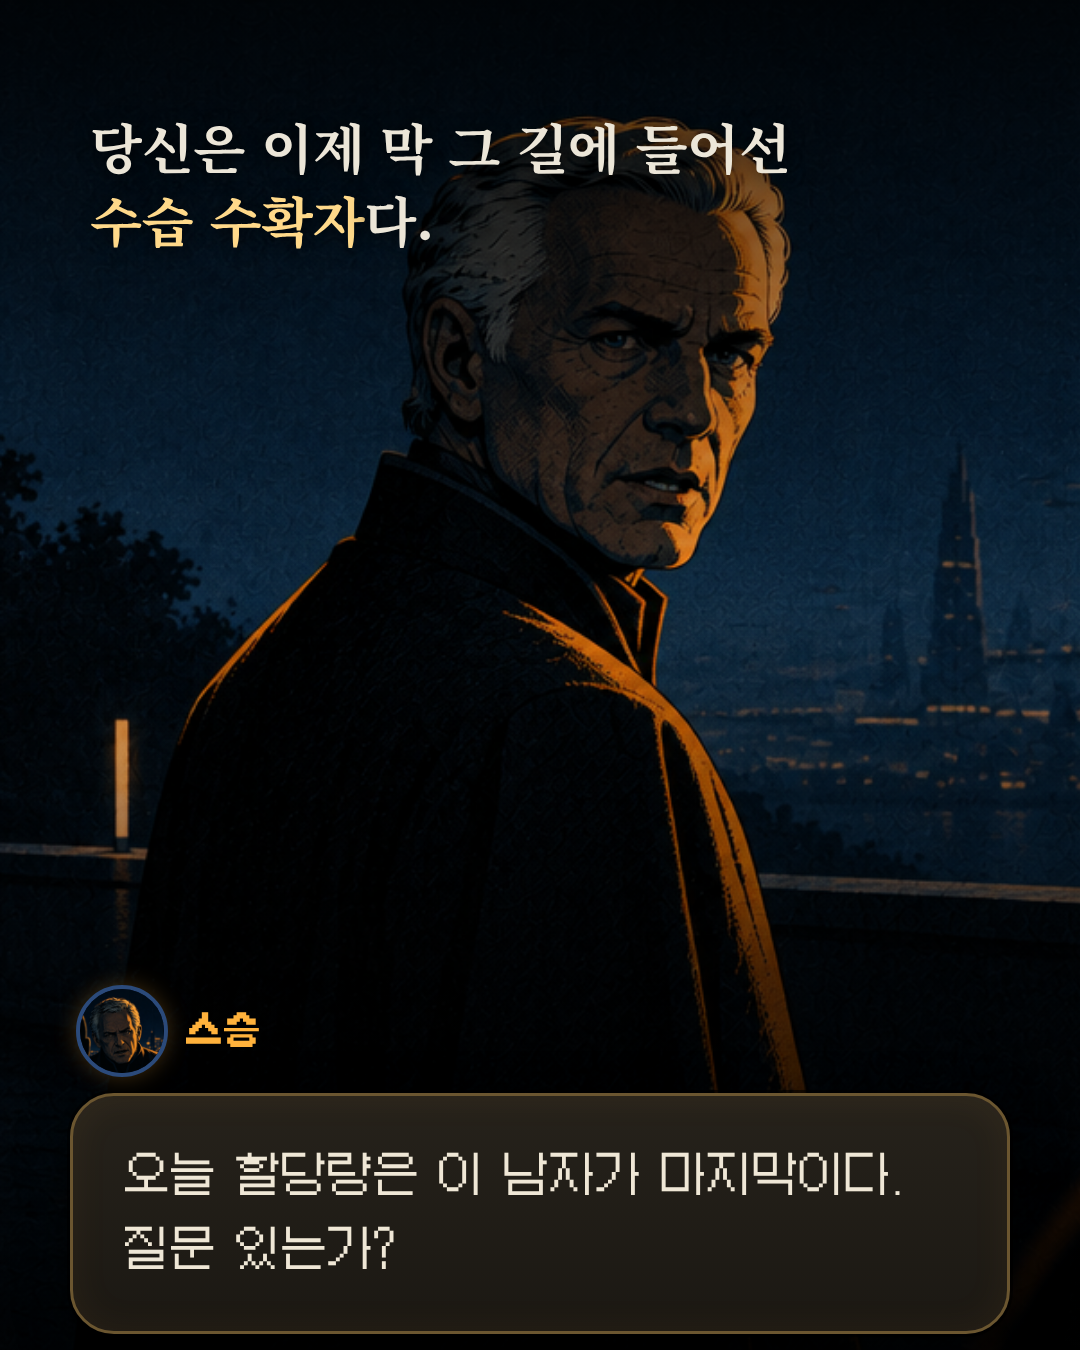 당신은 이제 막 그 길에 들어선
수습 수확자다.
스승
오늘 할당량은 이 남자가 마지막이다.
질문 있는가?